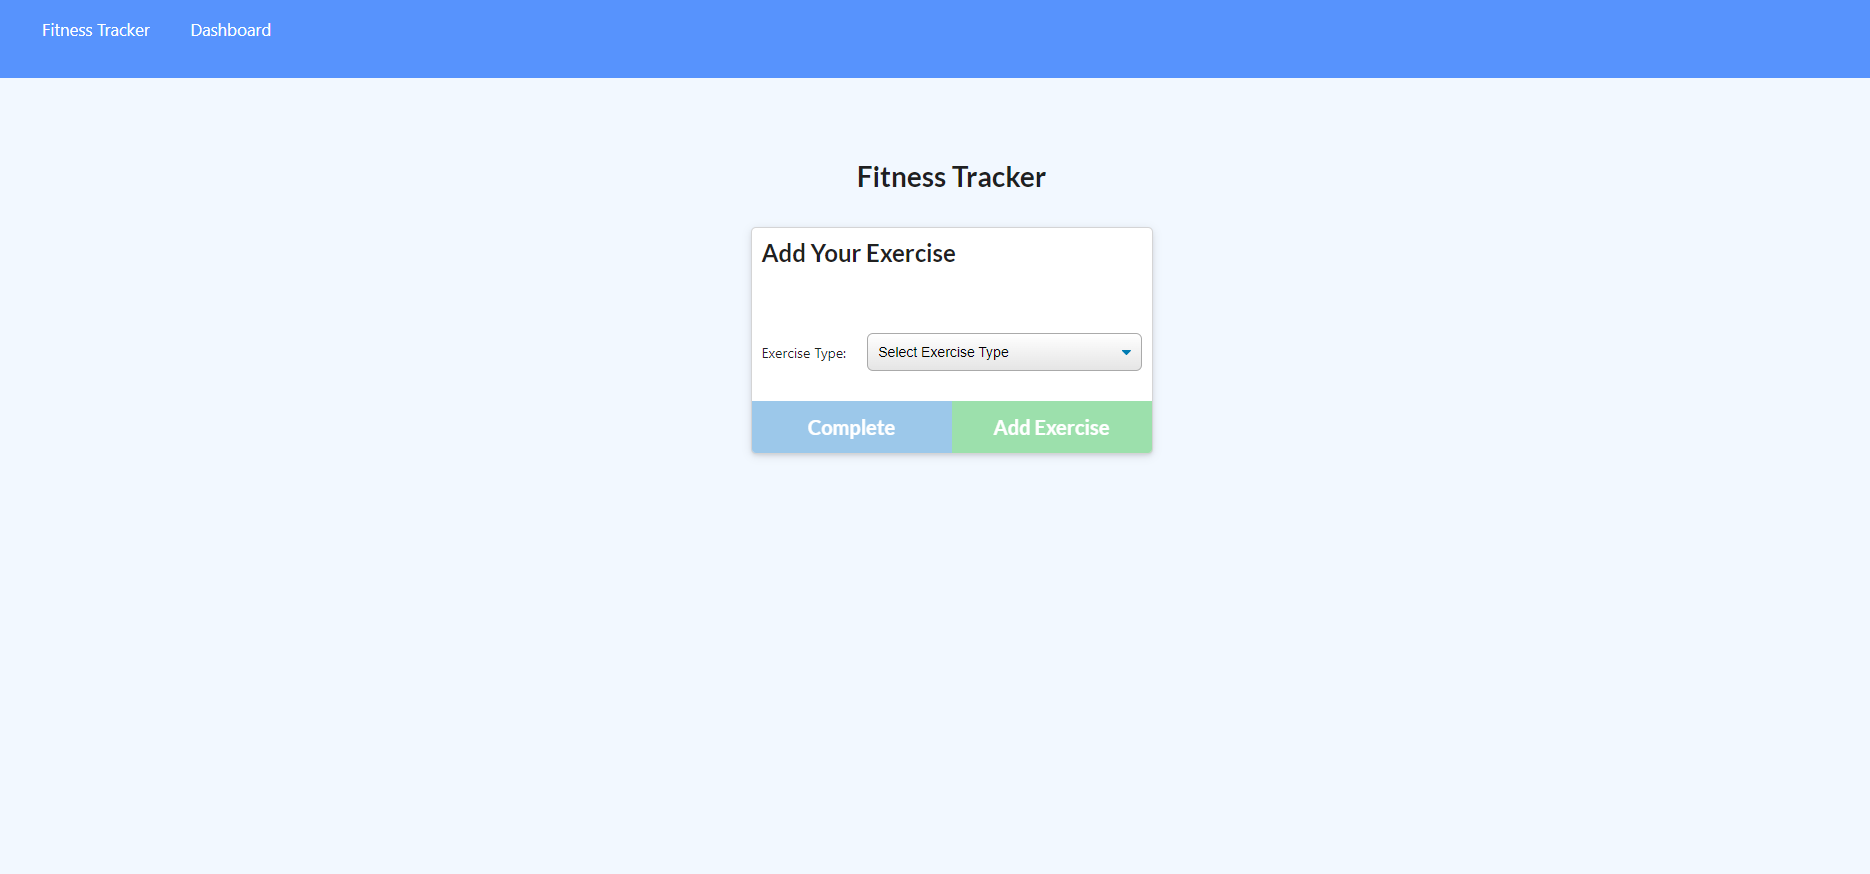 Fitness Tracker Dashboard
Fitness Tracker
Add Your Exercise
Exercise Type: Select Exercise Type
Complete Add Exercise